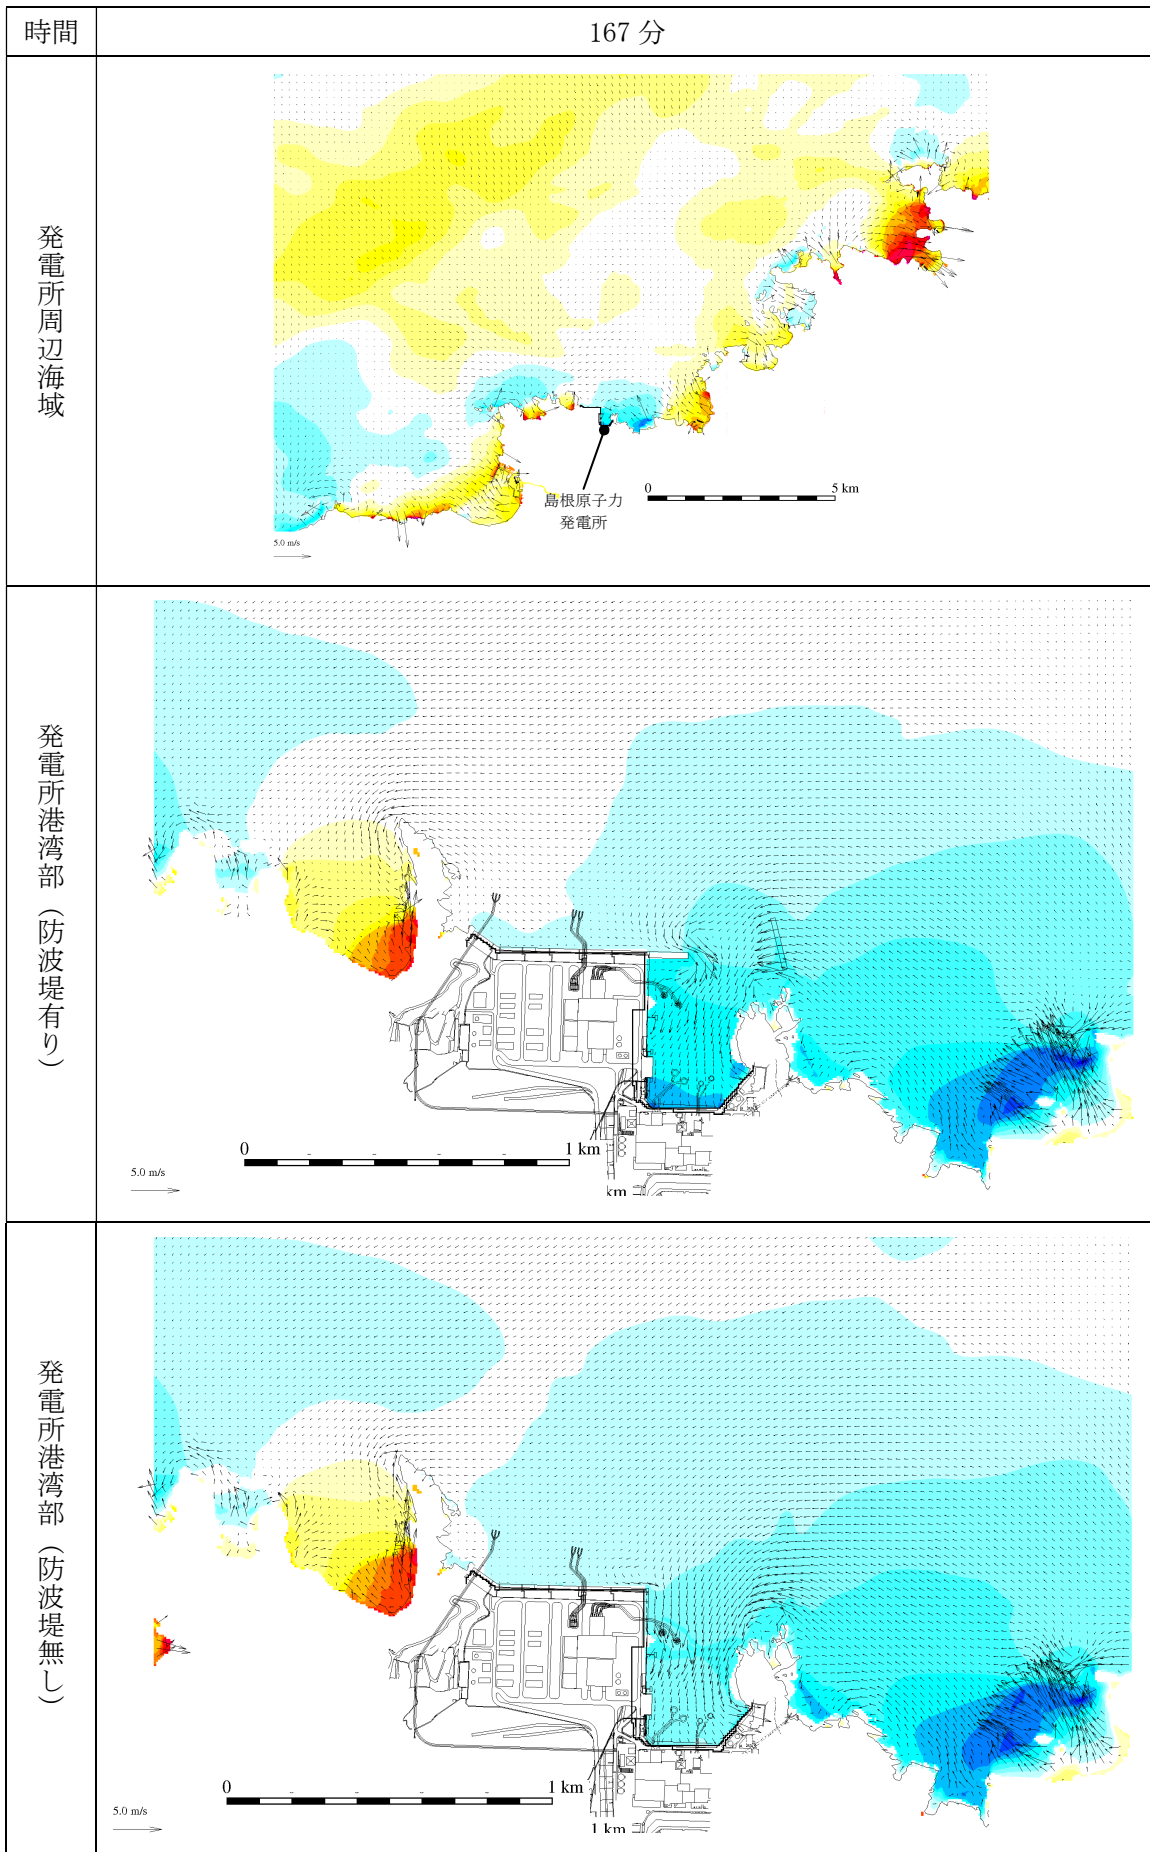 時間
167 分
発電所周辺海域
島根原子力
発電所
0
5 km
5.0 m/s
発電所港湾部（防波堤有り）
0
1 km
5.0 m/s
km
発電所港湾部（防波堤無し）
0
1 km
5.0 m/s
1 km